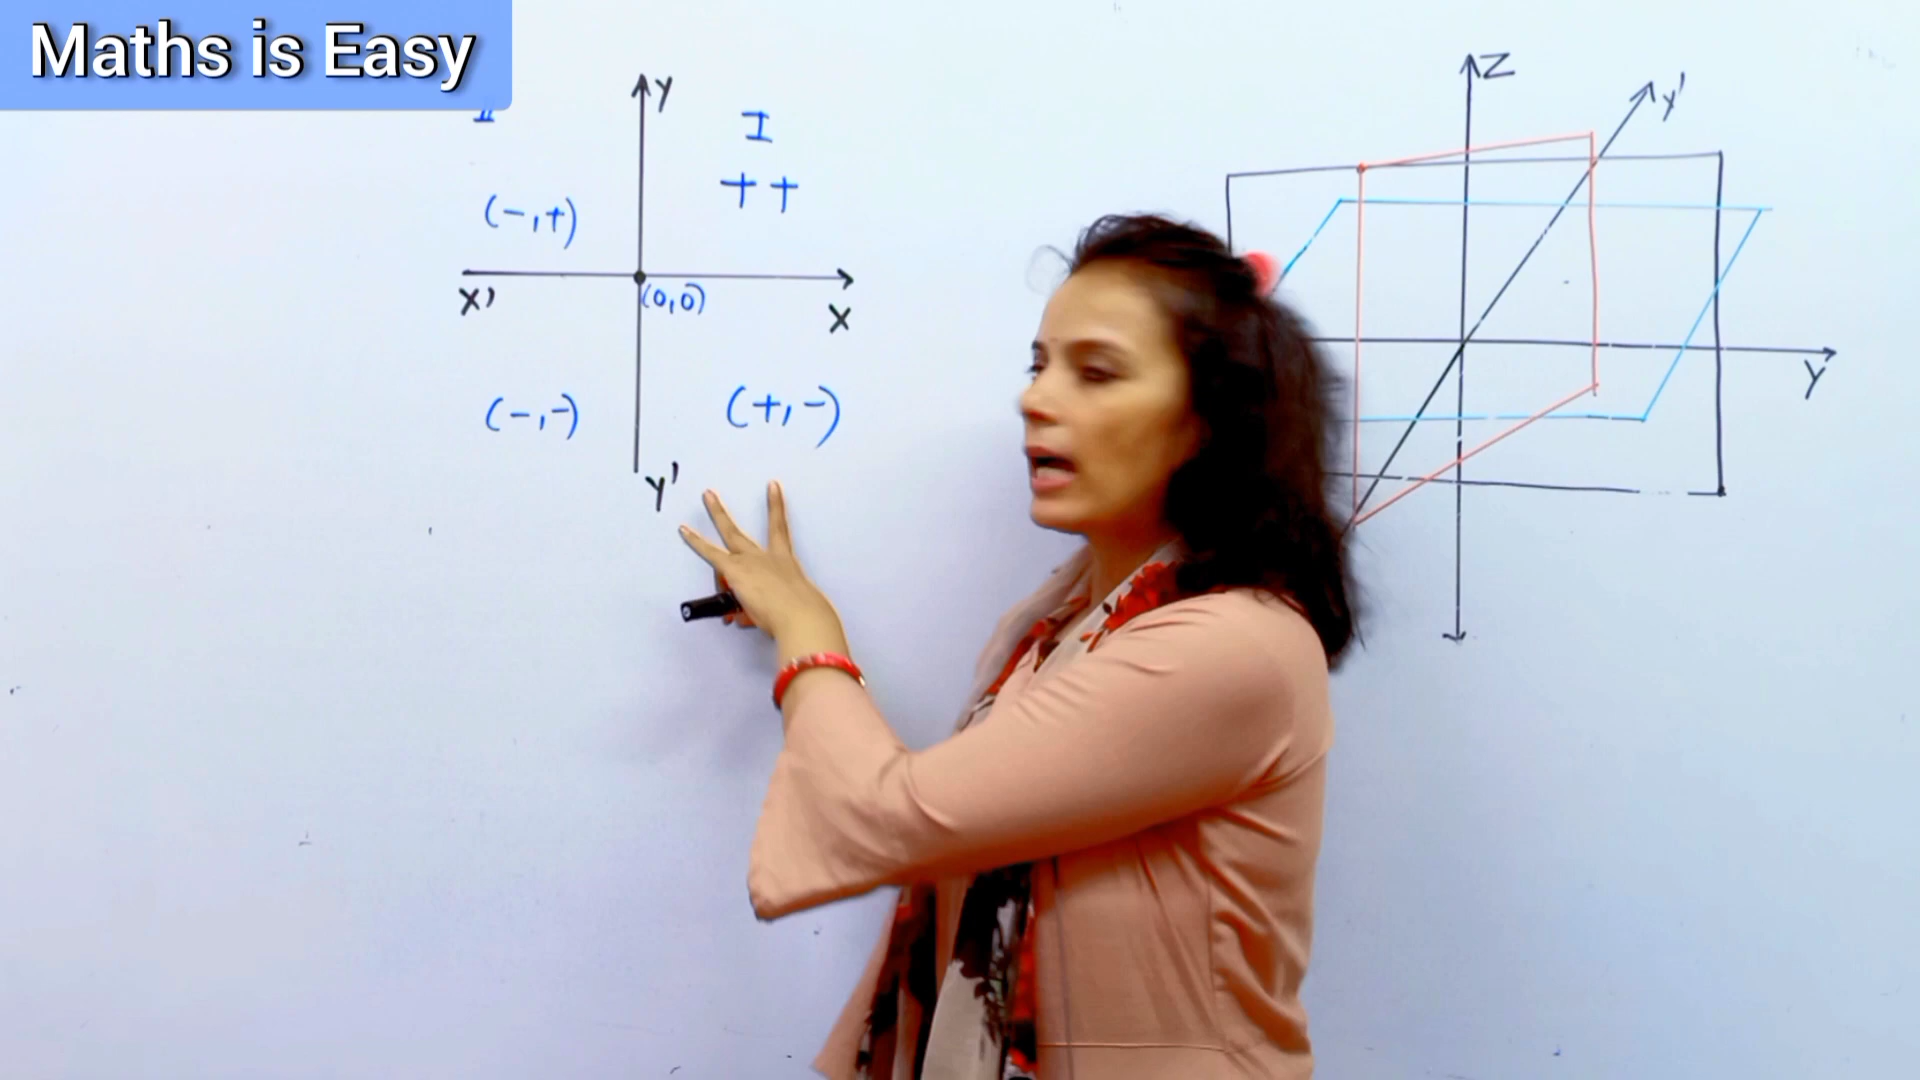 Maths is Easy
Y
I
II
++
(-,+)
(0,0)
X'
X
(-,-)
(+,-)
Y'
Z
Y'
Y